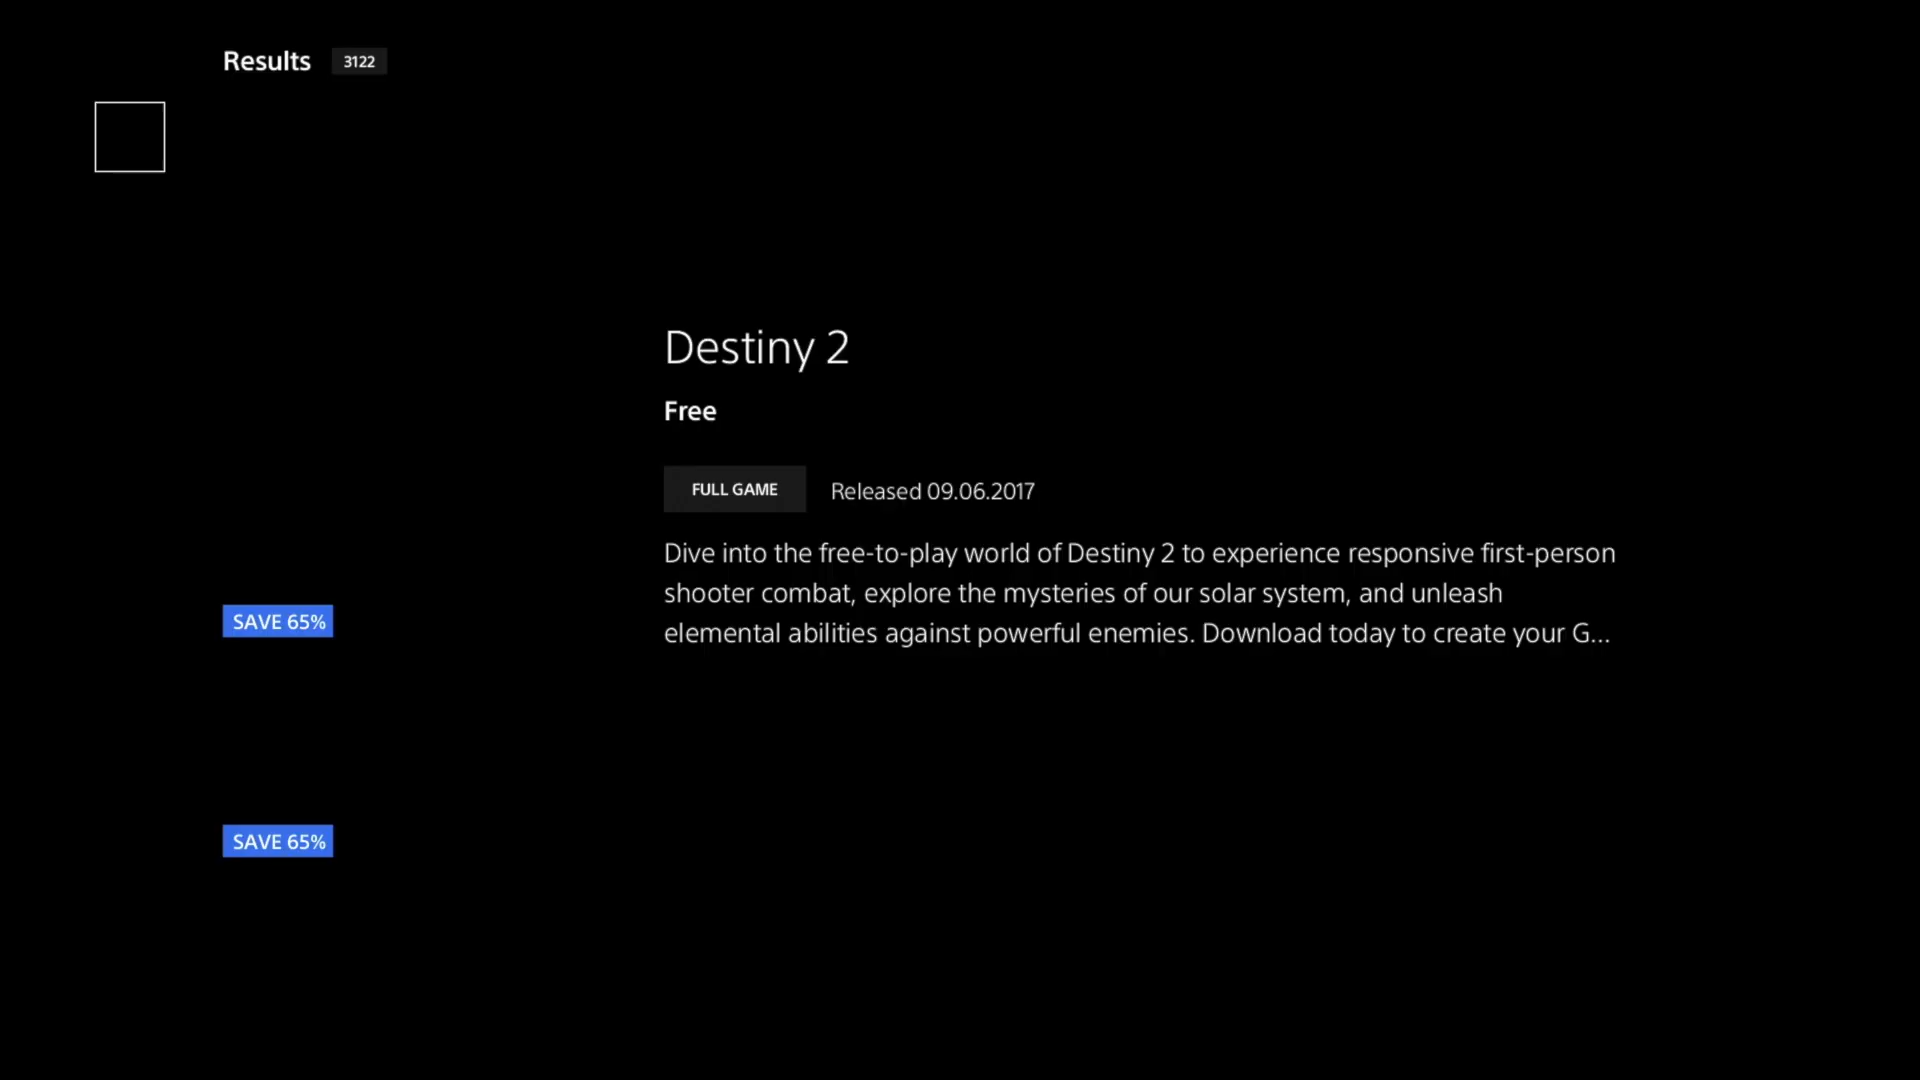 Results 3122
Destiny 2
Free
FULL GAME Released 09.06.2017
Dive into the free-to-play world of Destiny 2 to experience responsive first-person
shooter combat, explore the mysteries of our solar system, and unleash
elemental abilities against powerful enemies. Download today to create your G...
SAVE 65%
SAVE 65%